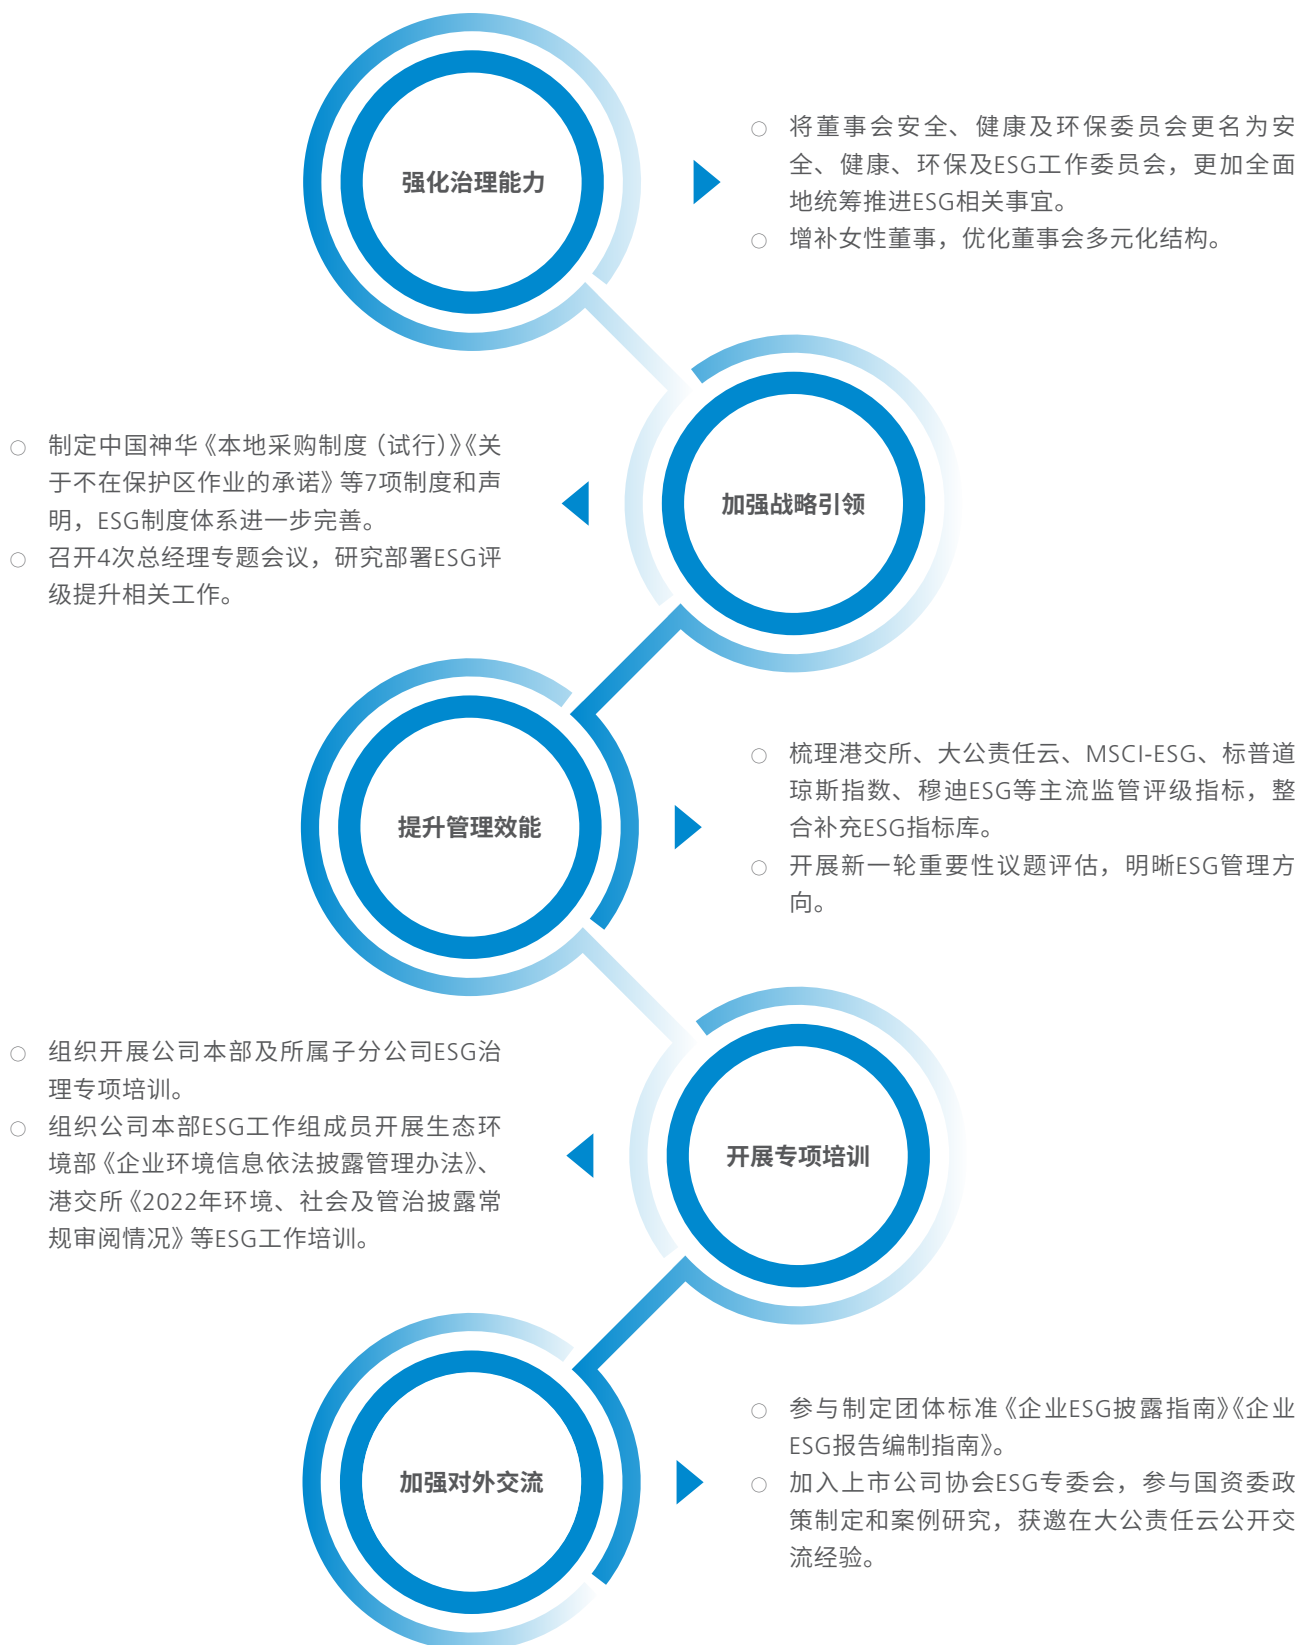 强化治理能力
○ 将董事会安全、健康及环保委员会更名为安
全、健康、环保及ESG工作委员会，更加全面
地统筹推进ESG相关事宜。
○ 增补女性董事，优化董事会多元化结构。
加强战略引领
○ 制定中国神华《本地采购制度（试行）》《关
于不在保护区作业的承诺》等7项制度和声
明，ESG制度体系进一步完善。
○ 召开4次总经理专题会议，研究部署ESG评
级提升相关工作。
提升管理效能
○ 梳理港交所、大公责任云、MSCI-ESG、标普道
琼斯指数、穆迪ESG等主流监管评级指标，整
合补充ESG指标库。
○ 开展新一轮重要性议题评估，明晰ESG管理方
向。
开展专项培训
○ 组织开展公司本部及所属子分公司ESG治
理专项培训。
○ 组织公司本部ESG工作组成员开展生态环
境部《企业环境信息依法披露管理办法》、
港交所《2022年环境、社会及管治披露常
规审阅情况》等ESG工作培训。
加强对外交流
○ 参与制定团体标准《企业ESG披露指南》《企业
ESG报告编制指南》。
○ 加入上市公司协会ESG专委会，参与国资委政
策制定和案例研究，获邀在大公责任云公开交
流经验。